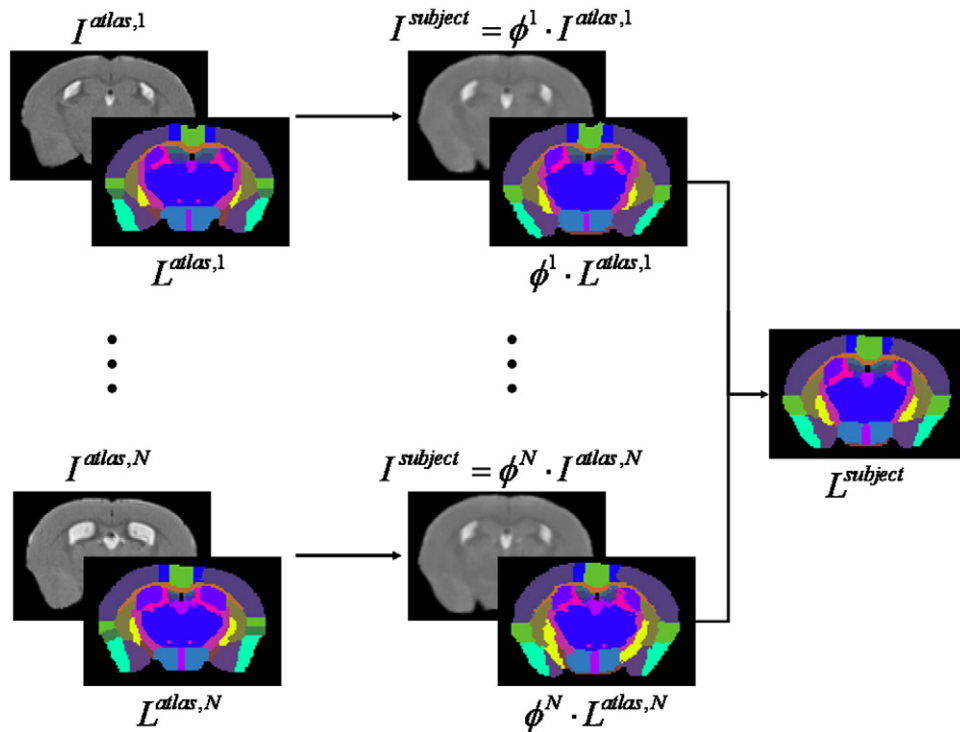 I^{atlas,1}
I^{subject} = ϕ^1 · I^{atlas,1}
L^{atlas,1}
ϕ^1 · L^{atlas,1}
I^{atlas,N}
I^{subject} = ϕ^N · I^{atlas,N}
L^{subject}
L^{atlas,N}
ϕ^N · L^{atlas,N}